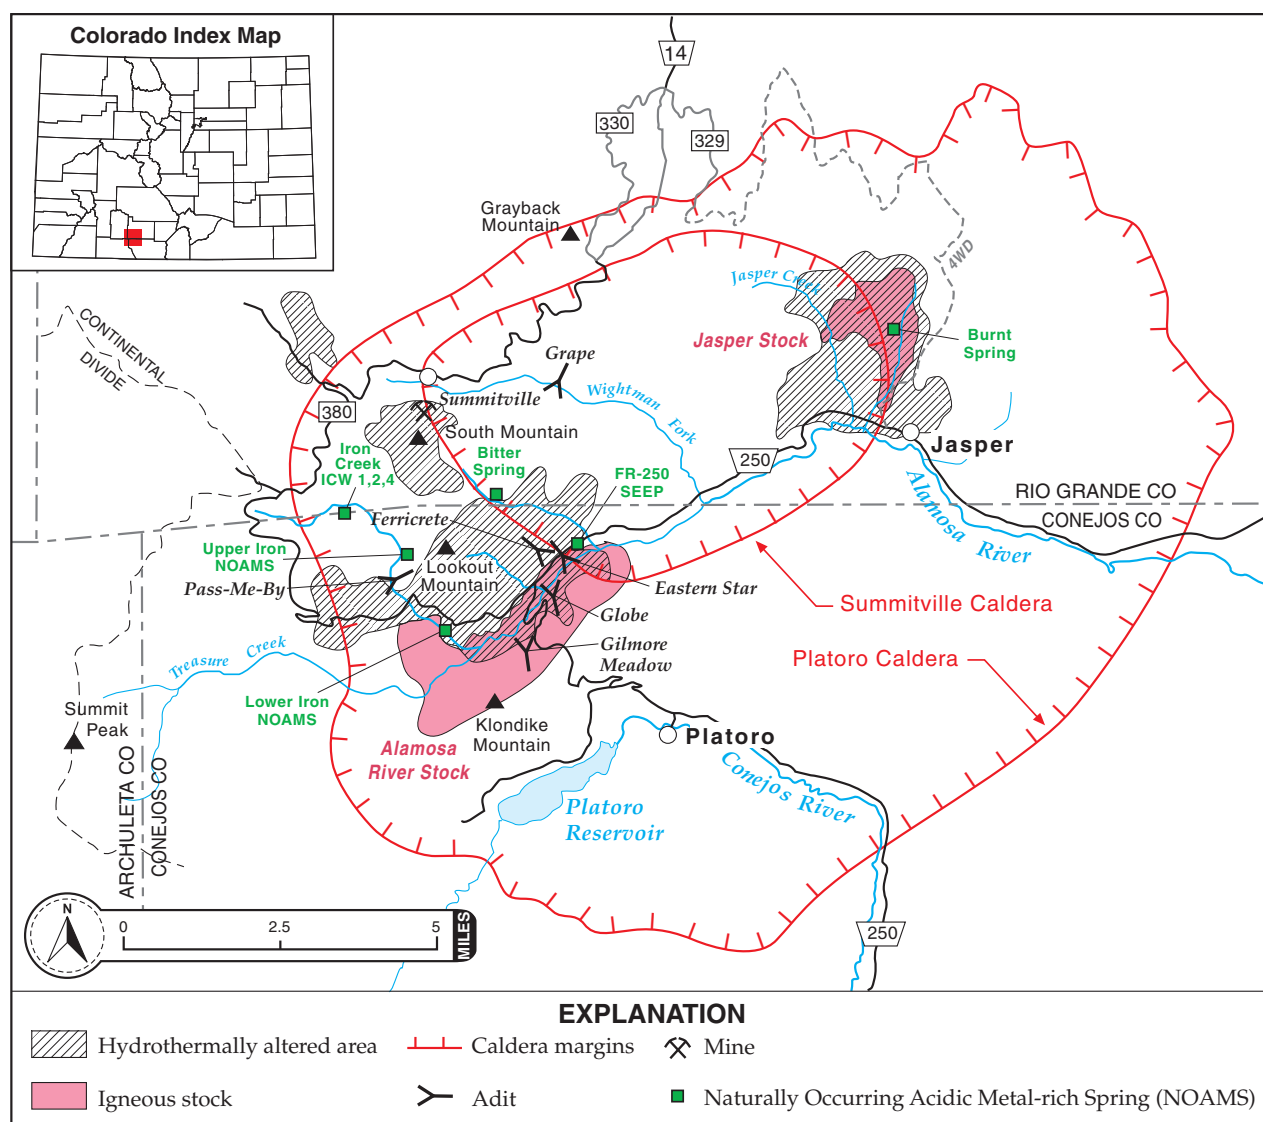 Colorado Index Map
14
330
329
Grayback
Mountain
4WD
Jasper Creek
CONTINENTAL
DIVIDE
Jasper Stock
Burnt
Spring
Grape
Wightman Fork
380
Summitville
South Mountain
Jasper
Iron
Creek
ICW 1,2,4
Bitter
Spring
250
FR-250
SEEP
Alamosa River
RIO GRANDE CO
CONEJOS CO
Ferricrete
Upper Iron
NOAMS
Lookout
Mountain
Pass-Me-By
Eastern Star
Summitville Caldera
Globe
Gilmore
Meadow
Platoro Caldera
Treasure Creek
Lower Iron
NOAMS
Summit
Peak
Klondike
Mountain
Platoro
Alamosa
River Stock
Conejos River
ARCHULETA CO
CONEJOS CO
Platoro
Reservoir
250
N
0
2.5
5
MILES
EXPLANATION
Hydrothermally altered area
Caldera margins
Mine
Igneous stock
Adit
Naturally Occurring Acidic Metal-rich Spring (NOAMS)